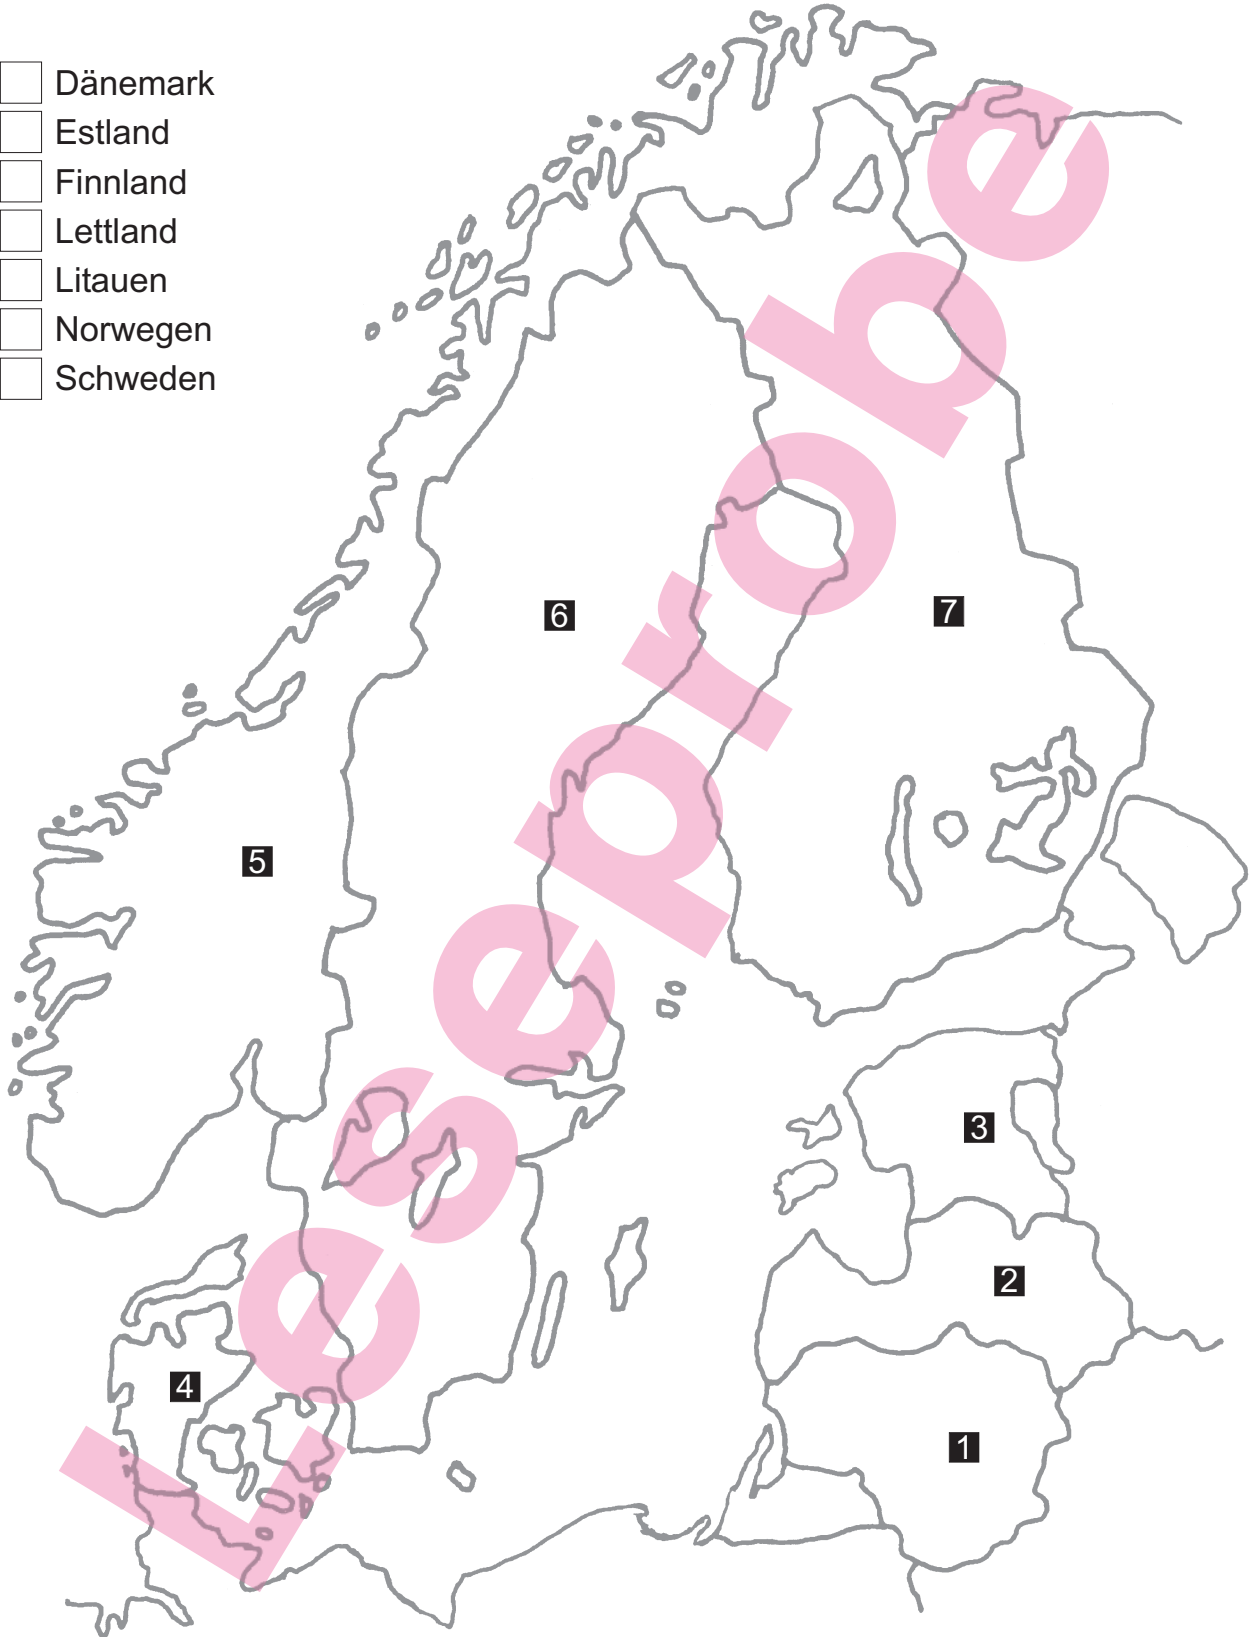 Dänemark
Estland
Finnland
Lettland
Litauen
Norwegen
Schweden
6
7
5
3
2
4
1
Leseprobe